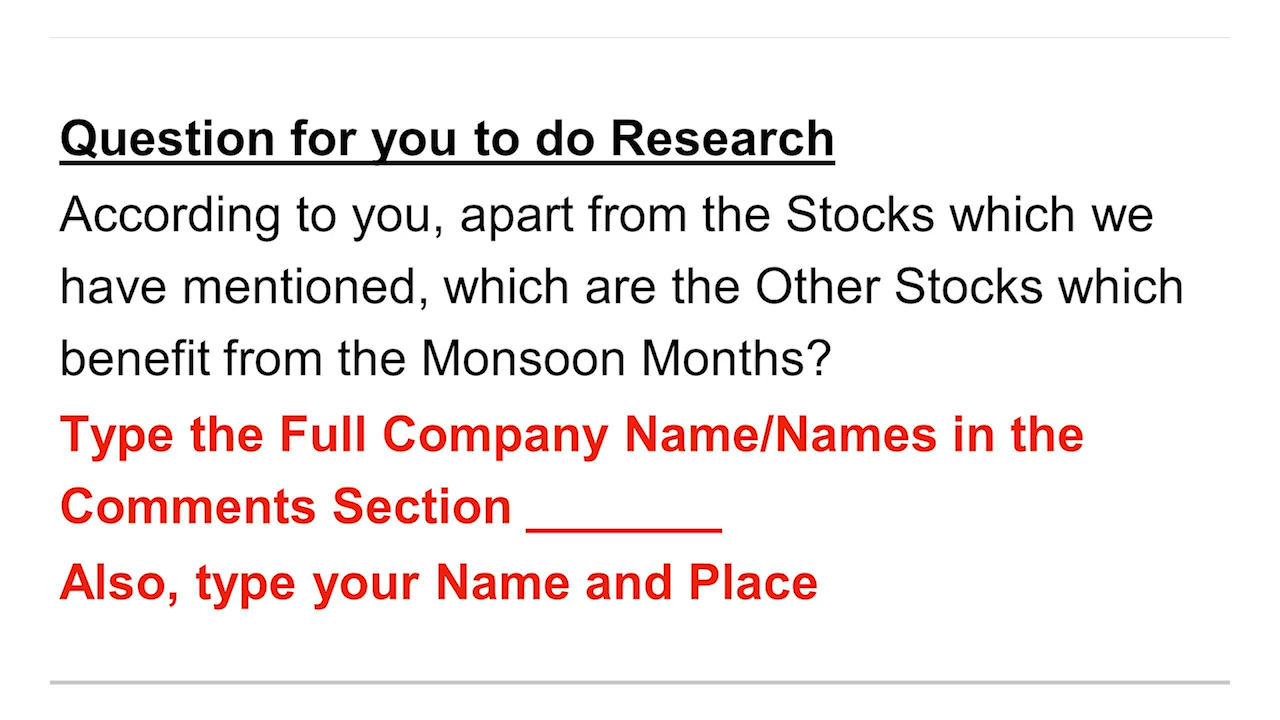 Question for you to do Research
According to you, apart from the Stocks which we
have mentioned, which are the Other Stocks which
benefit from the Monsoon Months?
Type the Full Company Name/Names in the
Comments Section _______
Also, type your Name and Place